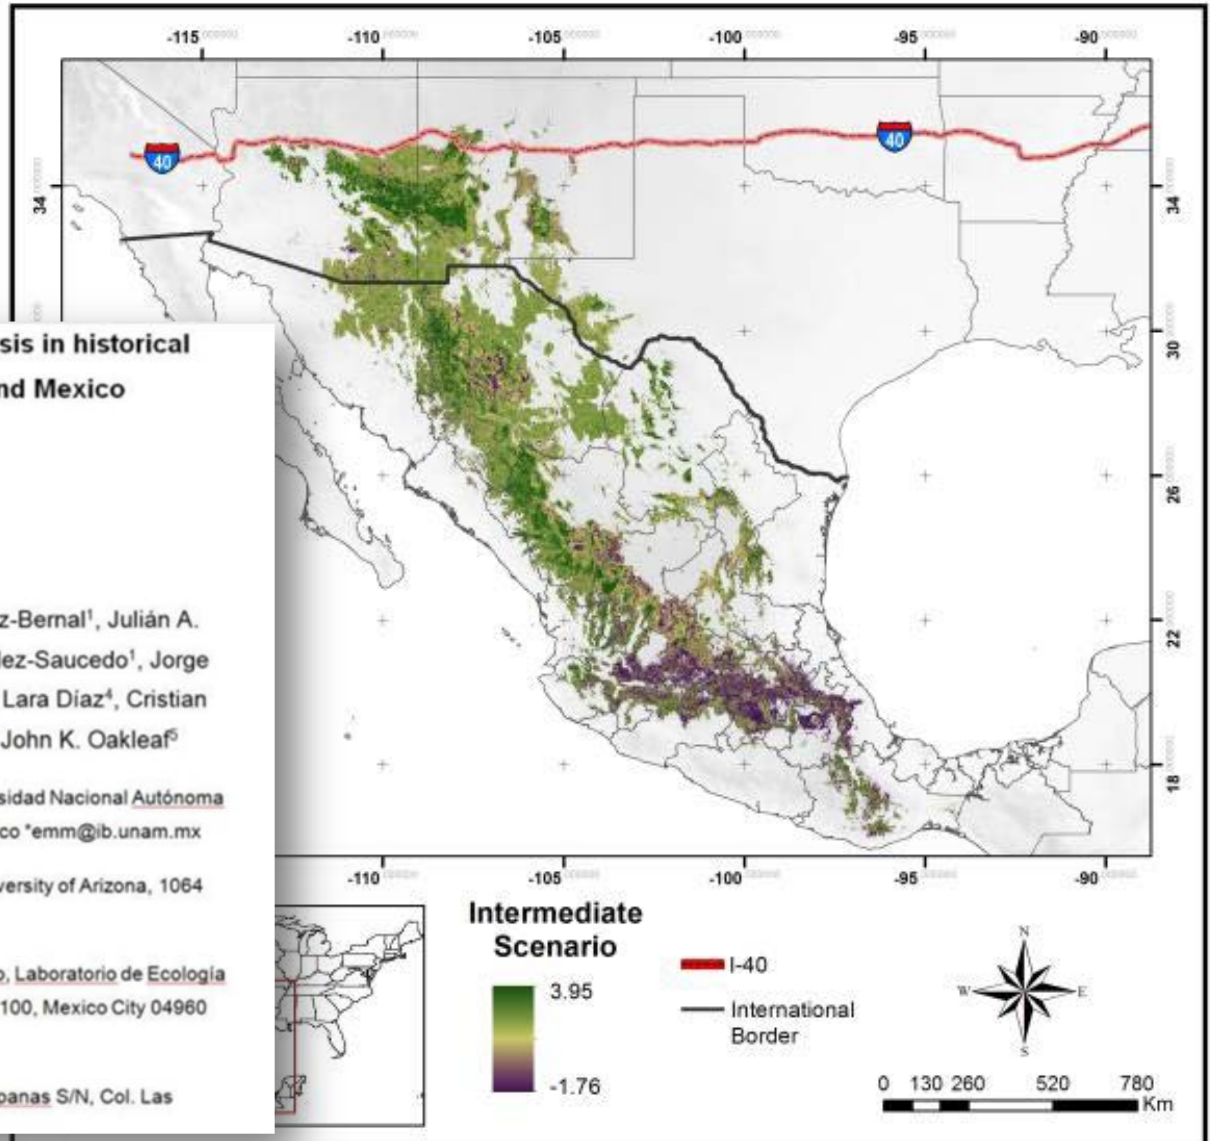 -115 -110 -105 -100 -95 -90
40
40
34 34
30
26
22
18
-110 -105 -100 -95 -90
sis in historical
nd Mexico
z-Bernal¹, Julián A.
lez-Saucedo¹, Jorge
Lara Díaz⁴, Cristian
John K. Oakleaf⁵
sidad Nacional Autónoma
co *emm@ib.unam.mx
versity of Arizona, 1064
o, Laboratorio de Ecología
100, Mexico City 04960
panas S/N, Col. Las
Intermediate
Scenario
3.95
-1.76
I-40
International
Border
N
W E
S
0 130 260 520 780
Km